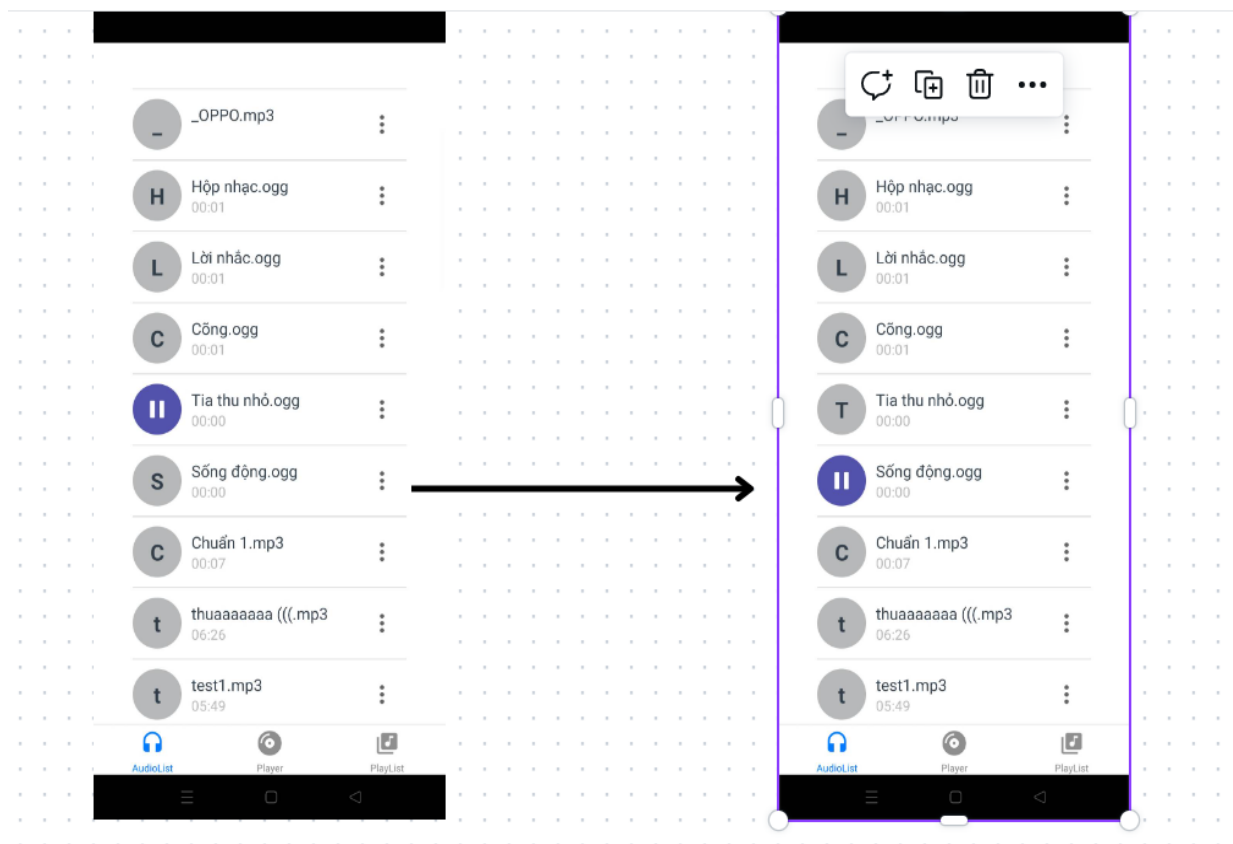 _
_OPPO.mp3
H
Hộp nhạc.ogg
00:01
L
Lời nhắc.ogg
00:01
C
Cõng.ogg
00:01
Tia thu nhỏ.ogg
00:00
S
Sống động.ogg
00:00
C
Chuẩn 1.mp3
00:07
t
thuaaaaaaa (((.mp3
06:26
t
test1.mp3
05:49
AudioList Player PlayList
_
_OPPO.mp3
H
Hộp nhạc.ogg
00:01
L
Lời nhắc.ogg
00:01
C
Cõng.ogg
00:01
T
Tia thu nhỏ.ogg
00:00
Sống động.ogg
00:00
C
Chuẩn 1.mp3
00:07
t
thuaaaaaaa (((.mp3
06:26
t
test1.mp3
05:49
AudioList Player PlayList